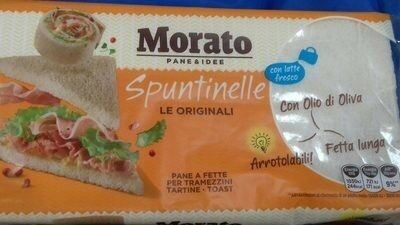 Morato
PANE & IDEE
Spuntinelle
LE ORIGINALI
con latte
fresco
Con Olio di Oliva
Fetta lunga
Arrotolabili!
PANE A FETTE
PER TRAMEZZINI
TARTINE - TOAST
Morato